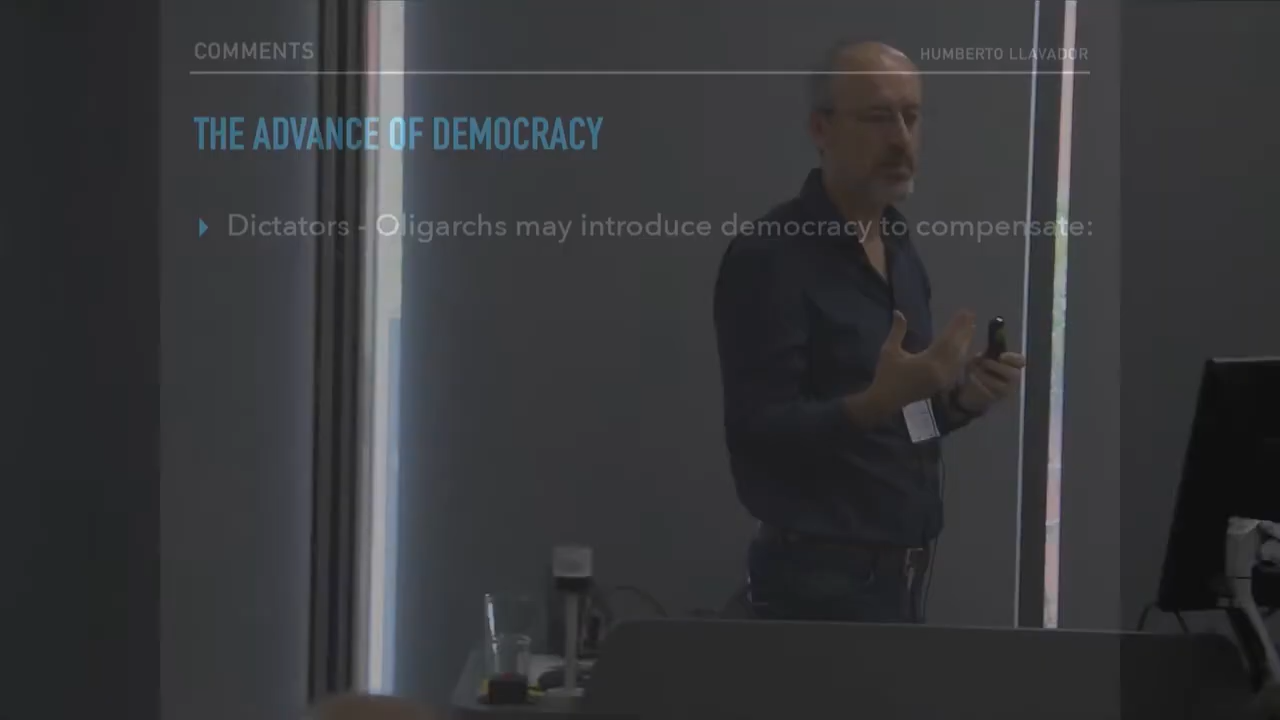 COMMENTS
HUMBERTO LLAVADOR
THE ADVANCE OF DEMOCRACY
Dictators - Oligarchs may introduce democracy to compensate: